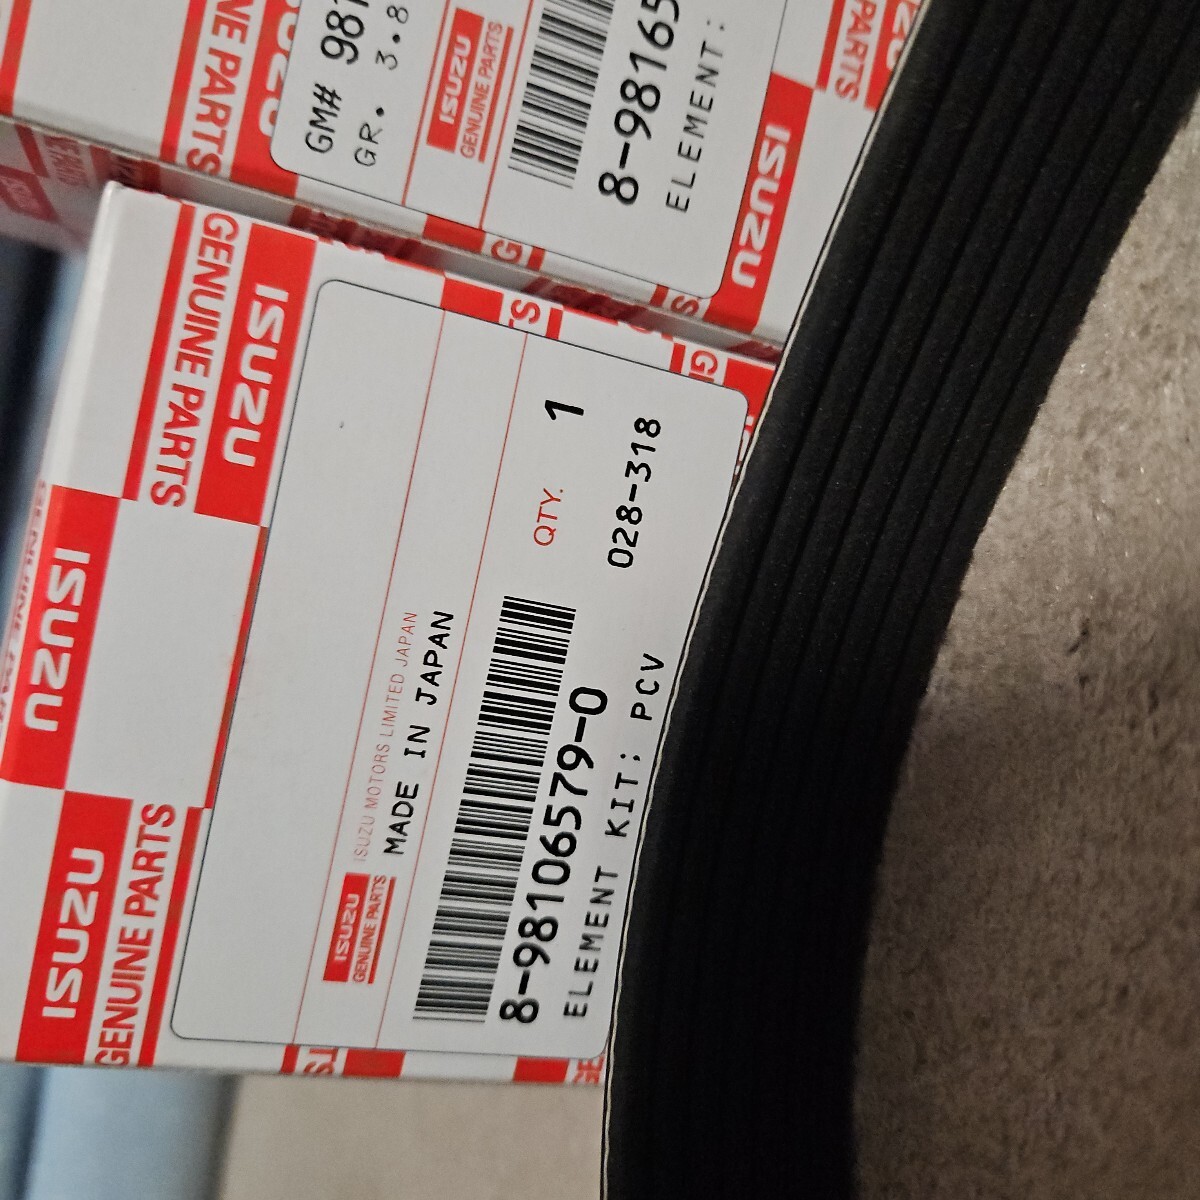 GM# 981
GR. 3.8
ISUZU
GENUINE PARTS
8-98165
ELEMENT:
ISUZU
PARTS
GENUINE PARTS
ISUZU
ISUZU
ISUZU
GENUINE PARTS
QTY. 1
028-318
ISUZU MOTORS LIMITED JAPAN
MADE IN JAPAN
ISUZU
GENUINE PARTS
8-98106579-0
ELEMENT KIT: PCV